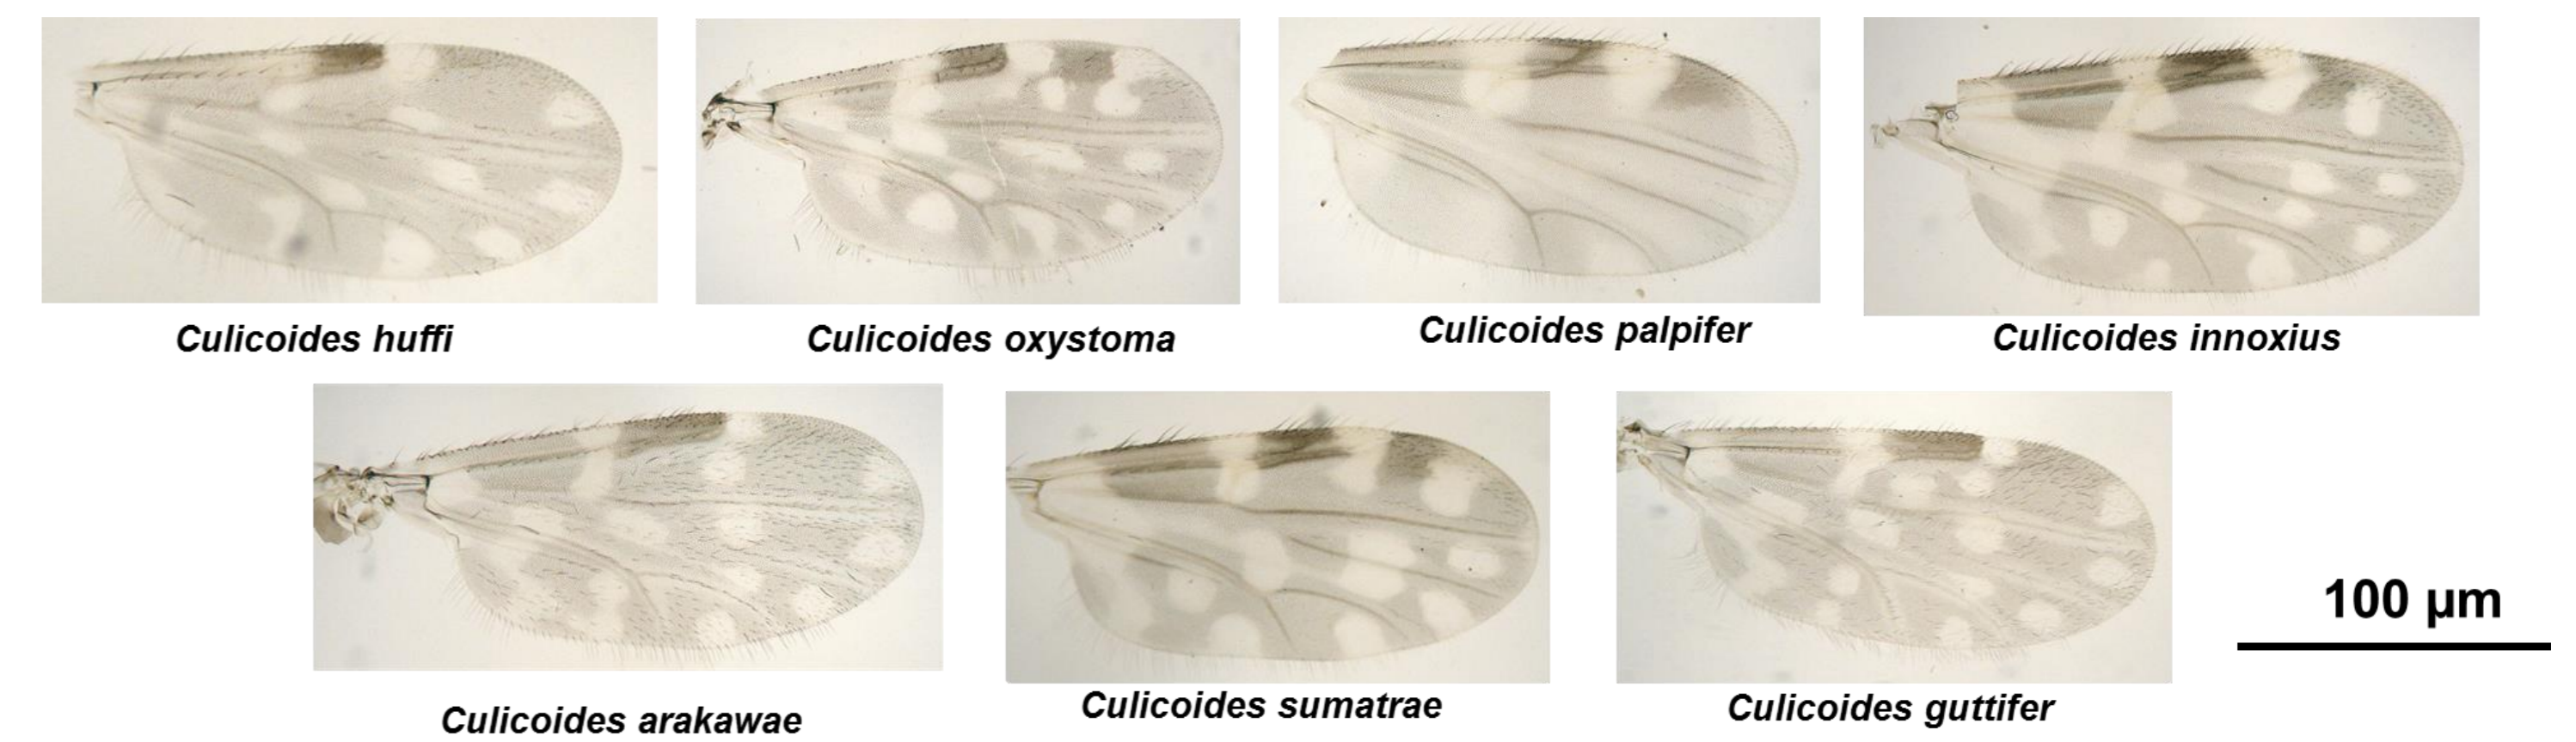 Culicoides huffi
Culicoides oxystoma
Culicoides palpifer
Culicoides innoxius
Culicoides arakawae
Culicoides sumatrae
Culicoides guttifer
100 µm